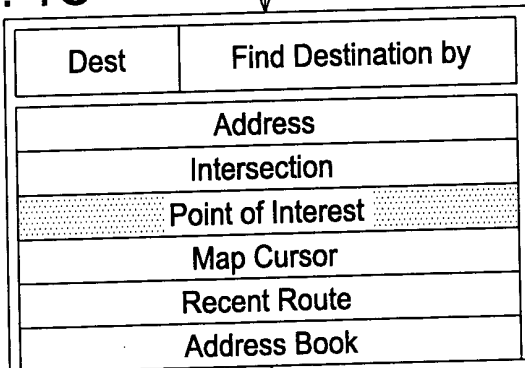 Dest Find Destination by
Address
Intersection
Point of Interest
Map Cursor
Recent Route
Address Book